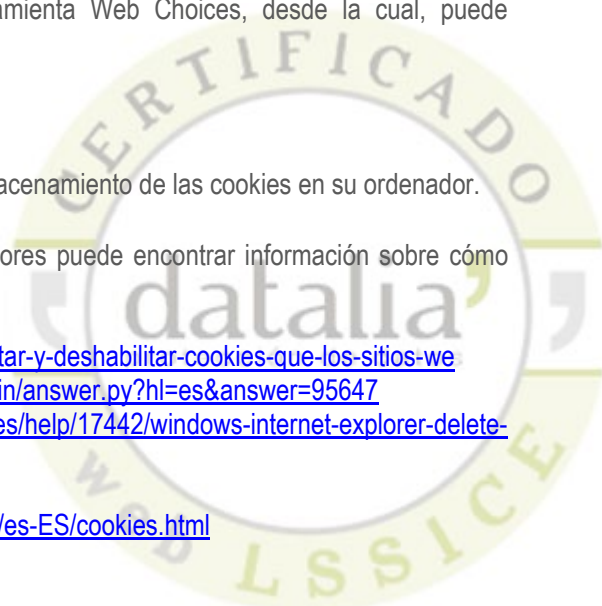 amienta Web Choices, desde la cual, puede
acenamiento de las cookies en su ordenador.
ores puede encontrar información sobre cómo
tar-y-deshabilitar-cookies-que-los-sitios-we
in/answer.py?hl=es&answer=95647
es/help/17442/windows-internet-explorer-delete-
/es-ES/cookies.html
CERTIFICADO
datalia
Web LSSICE